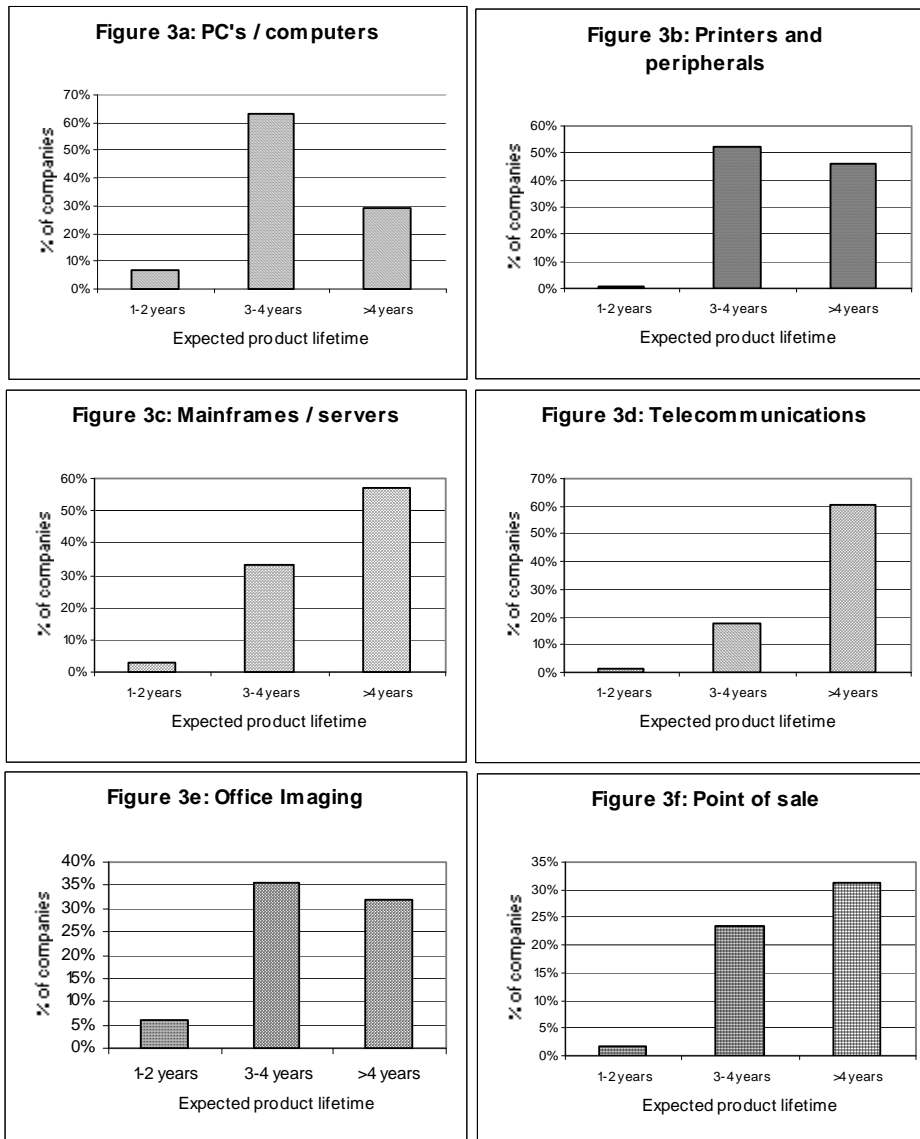 Figure 3a: PC's / computers
% of companies
70%
60%
50%
40%
30%
20%
10%
0%
1-2 years 3-4 years >4 years
Expected product lifetime
Figure 3b: Printers and
peripherals
% of companies
60%
50%
40%
30%
20%
10%
0%
1-2 years 3-4 years >4 years
Expected product lifetime
Figure 3c: Mainframes / servers
% of companies
60%
50%
40%
30%
20%
10%
0%
1-2 years 3-4 years >4 years
Expected product lifetime
Figure 3d: Telecommunications
% of companies
70%
60%
50%
40%
30%
20%
10%
0%
1-2 years 3-4 years >4 years
Expected product lifetime
Figure 3e: Office Imaging
% of companies
40%
35%
30%
25%
20%
15%
10%
5%
0%
1-2 years 3-4 years >4 years
Expected product lifetime
Figure 3f: Point of sale
% of companies
35%
30%
25%
20%
15%
10%
5%
0%
1-2 years 3-4 years >4 years
Expected product lifetime